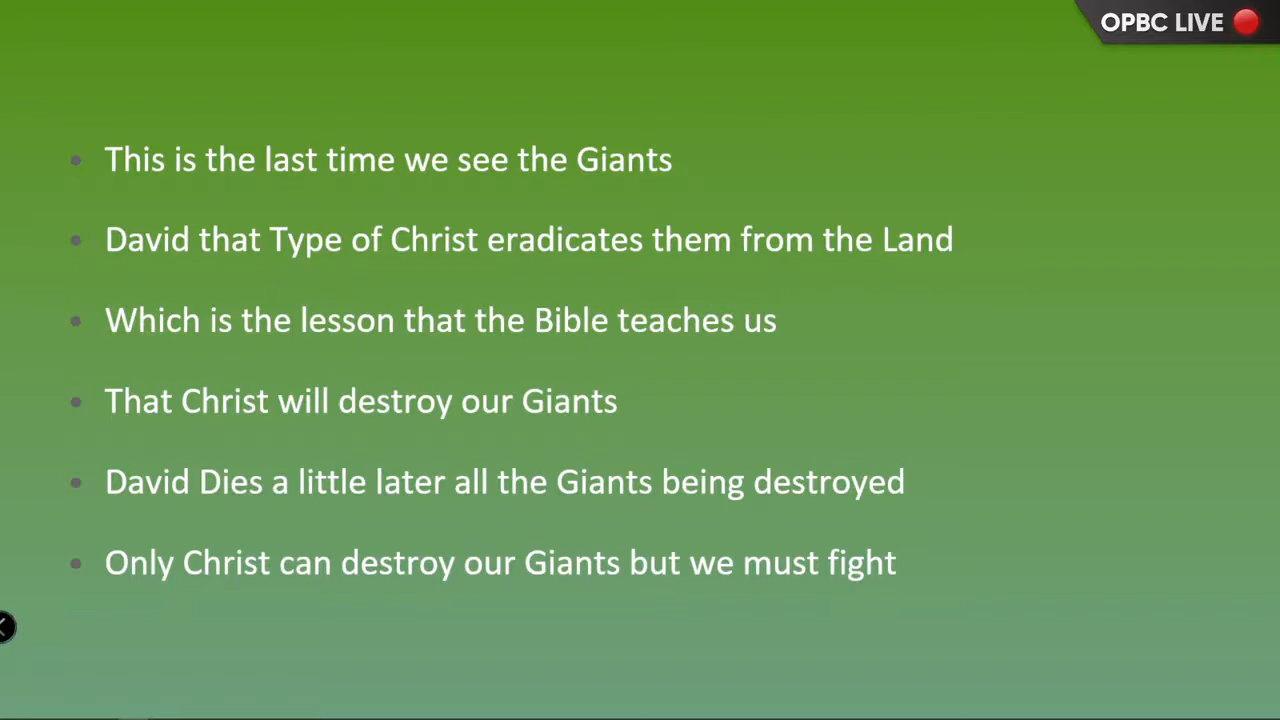 OPBC LIVE
This is the last time we see the Giants
David that Type of Christ eradicates them from the Land
Which is the lesson that the Bible teaches us
That Christ will destroy our Giants
David Dies a little later all the Giants being destroyed
Only Christ can destroy our Giants but we must fight